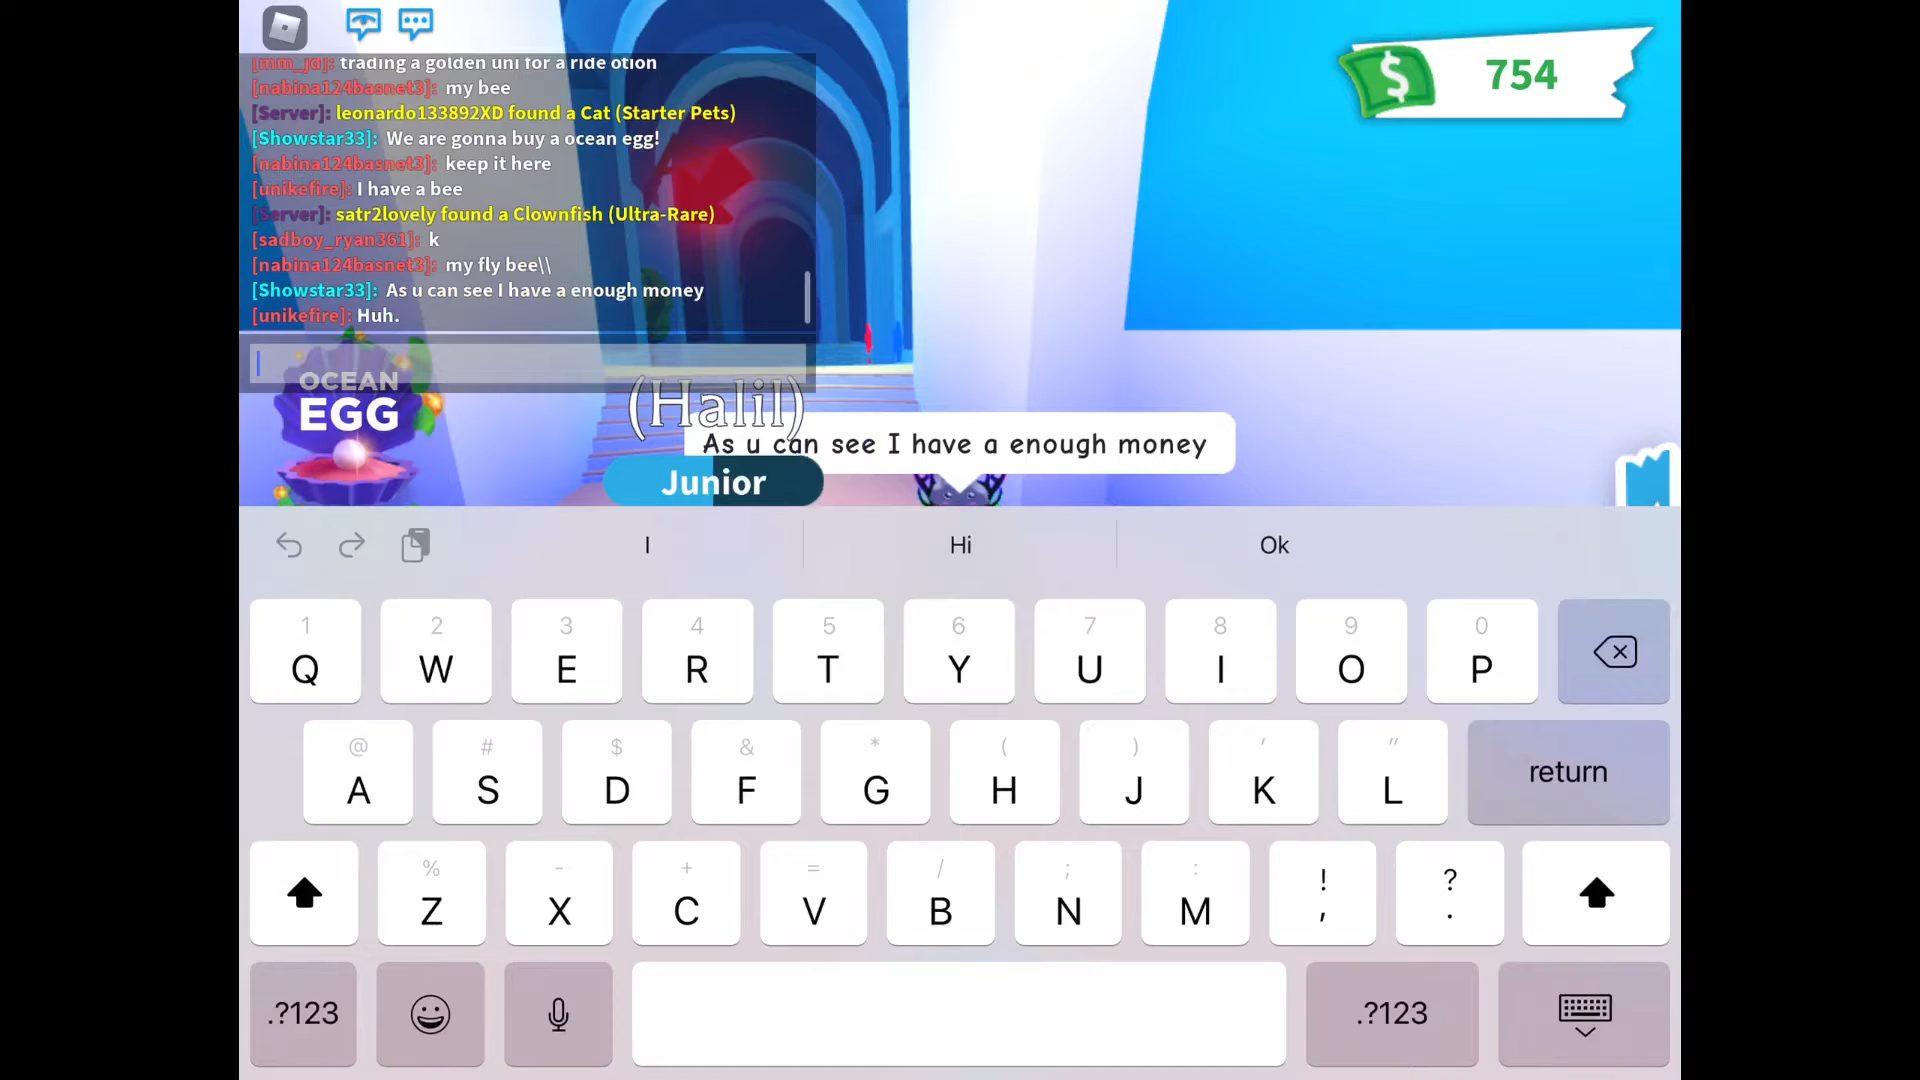 [mm_jd]: trading a golden uni for a ride otion
[nabina124basnet3]: my bee
[Server]: leonardo133892XD found a Cat (Starter Pets)
[Showstar33]: We are gonna buy a ocean egg!
[nabina124basnet3]: keep it here
[unikefire]: I have a bee
[Server]: satr2lovely found a Clownfish (Ultra-Rare)
[sadboy_ryan361]: k
[nabina124basnet3]: my fly bee\\
[Showstar33]: As u can see I have a enough money
[unikefire]: Huh.
$ 754
OCEAN
EGG
(Halil)
As u can see I have a enough money
Junior
I Hi Ok
1 2 3 4 5 6 7 8 9 0
Q W E R T Y U I O P
@ # $ & * ( ) ' "
A S D F G H J K L return
% - + = / ; : ! ?
Z X C V B N M , .
.?123 .?123